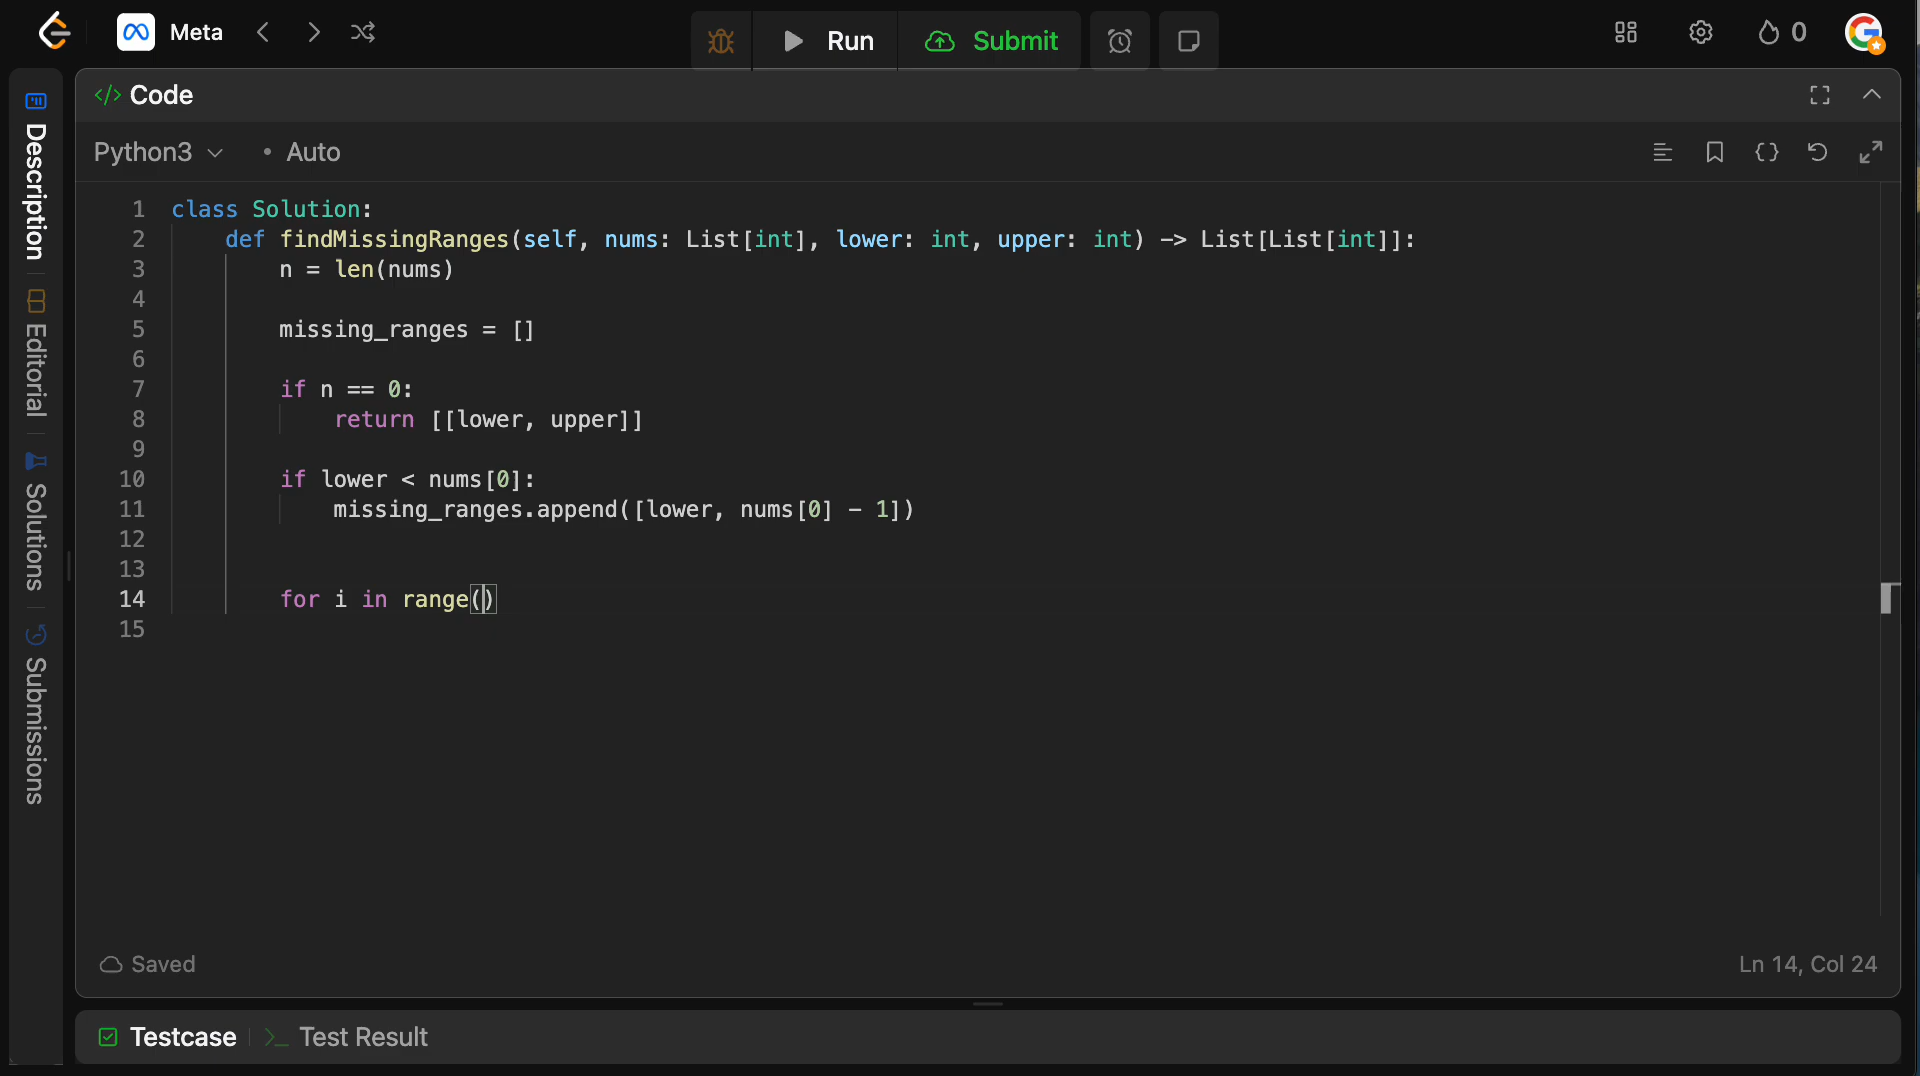 Meta
Run
Submit
0
Description
Editorial
Solutions
Submissions
</> Code
Python3
• Auto
1 class Solution:
2     def findMissingRanges(self, nums: List[int], lower: int, upper: int) -> List[List[int]]:
3         n = len(nums)
4
5         missing_ranges = []
6
7         if n == 0:
8             return [[lower, upper]]
9
10         if lower < nums[0]:
11             missing_ranges.append([lower, nums[0] - 1])
12
13
14         for i in range()
15
Saved
Ln 14, Col 24
Testcase
>_ Test Result